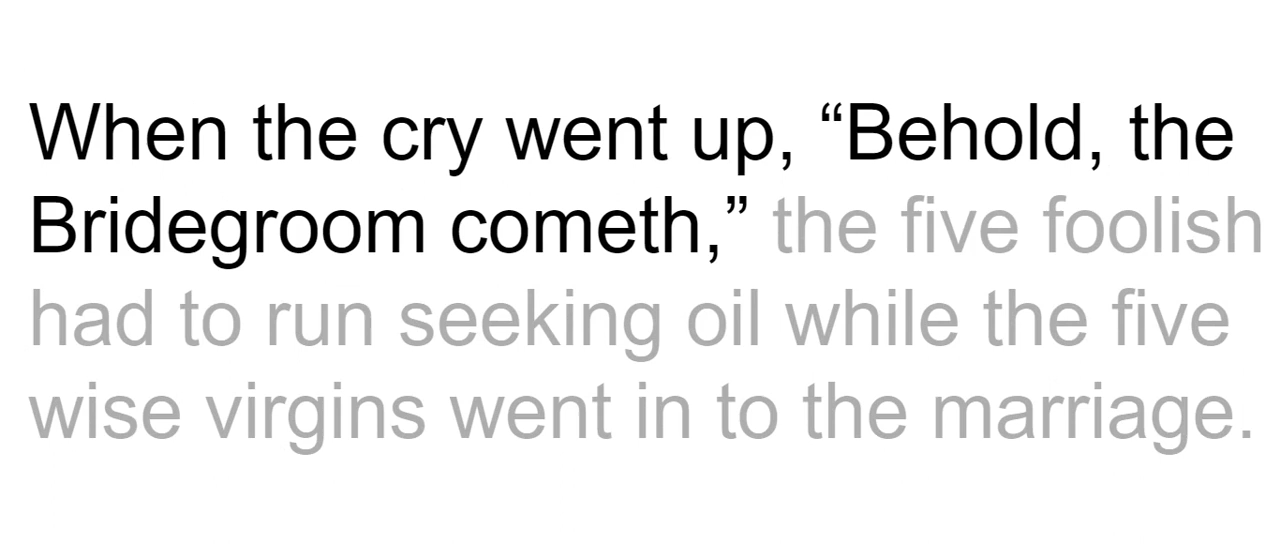 When the cry went up, “Behold, the
Bridegroom cometh,” the five foolish
had to run seeking oil while the five
wise virgins went in to the marriage.